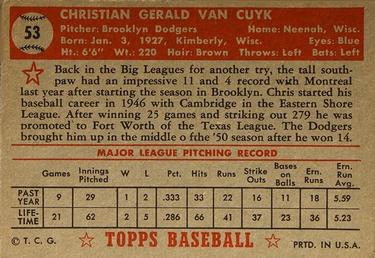 53
CHRISTIAN GERALD VAN CUYK
Pitcher: Brooklyn Dodgers Home: Neenah, Wisc.
Born: Jan. 3, 1927, Kimberly, Wisc. Eyes: Blue
Ht.: 6'6" Wt.: 220 Hair: Brown Throws: Left Bats: Left
Back in the Big Leagues for another try, the tall south-
paw had an impressive 11 and 4 record with Montreal
last year after starting the season in Brooklyn. Chris started his
baseball career in 1946 with Cambridge in the Eastern Shore
League. After winning 25 games and striking out 279 he was
promoted to Fort Worth of the Texas League. The Dodgers
brought him up in the middle o fthe '50 season after he won 14.
MAJOR LEAGUE PITCHING RECORD
Games Innings Pitched W L Pct. Hits Runs Strike Outs Bases on Balls Ern. Runs Ern. Run Avg.
PAST YEAR 9 29 1 2 .333 33 22 16 11 18 5.59
LIFE-TIME 21 62 2 5 .286 66 41 37 23 36 5.23
© T. C. G. TOPPS BASEBALL PRTD. IN U.S.A.